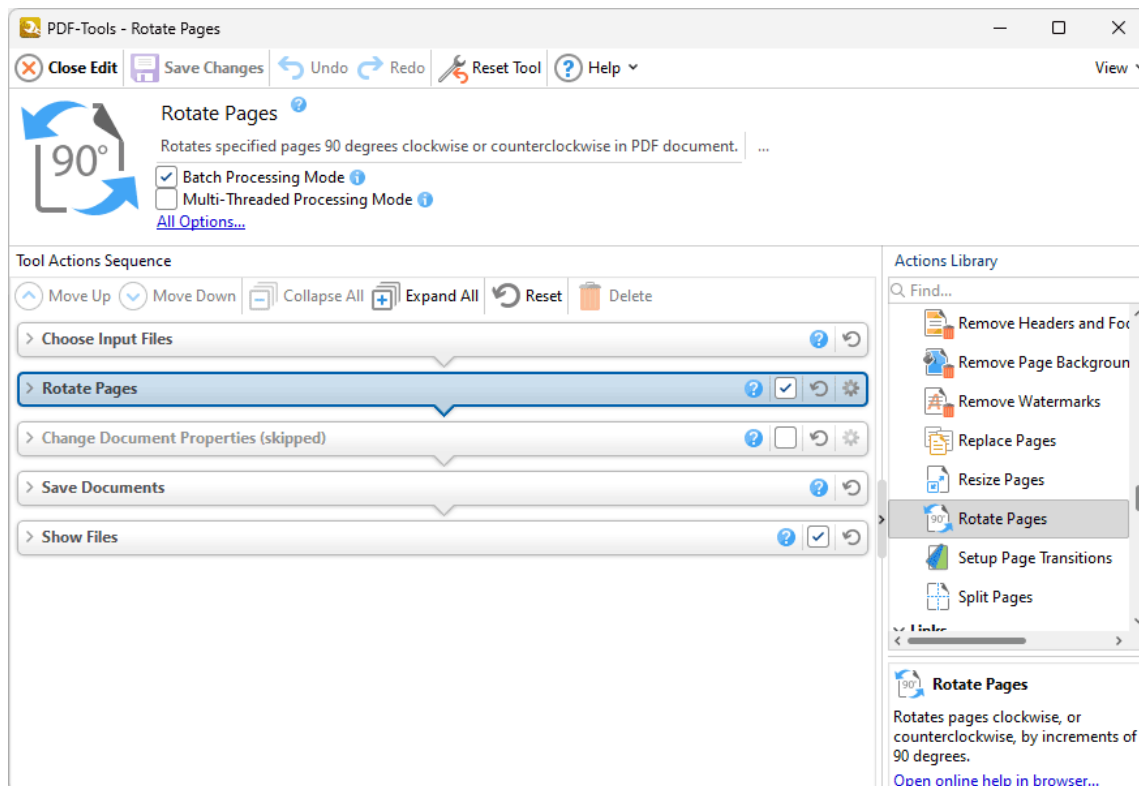 PDF-Tools - Rotate Pages
Close Edit Save Changes Undo Redo Reset Tool ? Help View
Rotate Pages ?
90°
Rotates specified pages 90 degrees clockwise or counterclockwise in PDF document. ...
Batch Processing Mode i
Multi-Threaded Processing Mode i
All Options...
Tool Actions Sequence
Move Up Move Down Collapse All Expand All Reset Delete
Choose Input Files ?
Rotate Pages ?
Change Document Properties (skipped) ?
Save Documents ?
Show Files ?
Actions Library
Find...
Remove Headers and Foo
Remove Page Backgroun
Remove Watermarks
Replace Pages
Resize Pages
90° Rotate Pages
Setup Page Transitions
Split Pages
Links
90° Rotate Pages
Rotates pages clockwise, or
counterclockwise, by increments of
90 degrees.
Open online help in browser...